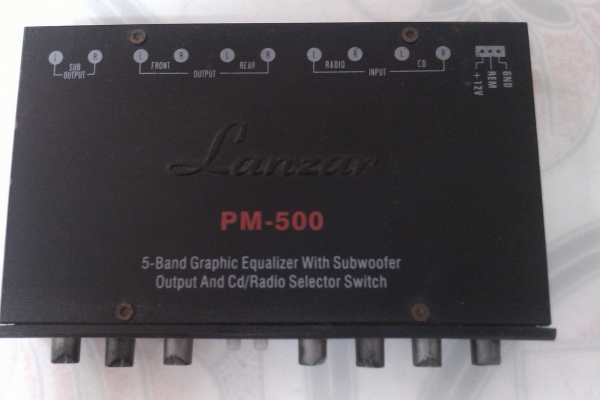 L R L R L R L R L R
SUB OUTPUT
FRONT OUTPUT REAR
RADIO INPUT CD
+12V REM GND
Lanzar
PM-500
5-Band Graphic Equalizer With Subwoofer
Output And Cd/Radio Selector Switch